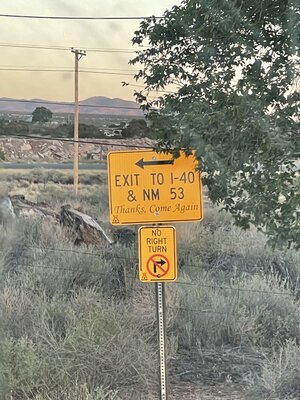 EXIT TO I-40
& NM 53
Thanks, Come Again
NO
RIGHT
TURN